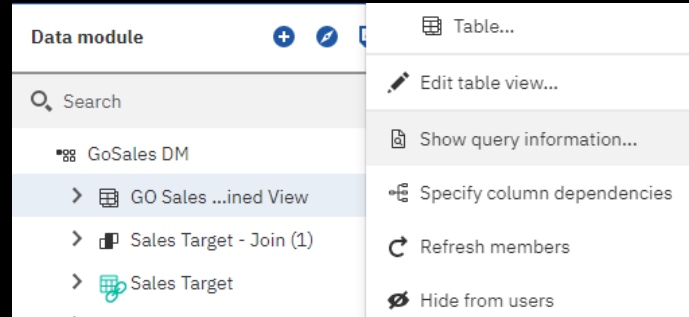 Data module
Search
GoSales DM
GO Sales ...ined View
Sales Target - Join (1)
Sales Target
Table...
Edit table view...
Show query information...
Specify column dependencies
Refresh members
Hide from users